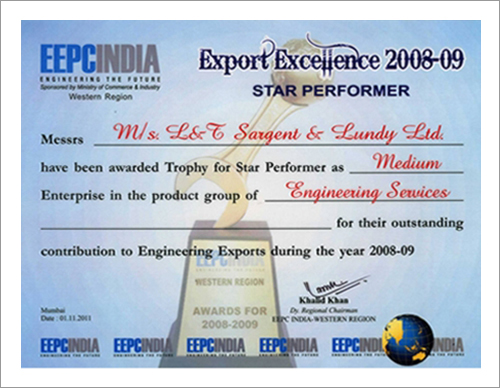 EEPCINDIA
ENGINEERING THE FUTURE
Sponsored by Ministry of Commerce & Industry
Western Region
Export Excellence 2008-09
STAR PERFORMER
Messrs M/s. L&T Sargent & Lundy Ltd.
have been awarded Trophy for Star Performer as Medium
Enterprise in the product group of Engineering Services
for their outstanding
contribution to Engineering Exports during the year 2008-09
EEPCINDIA
ENGINEERING THE FUTURE
WESTERN REGION
AWARDS FOR
2008-2009
Khalid Khan
Dy. Regional Chairman
EEPC INDIA-WESTERN REGION
Mumbai
Date : 01.11.2011
EEPCINDIA EEPCINDIA EEPCINDIA EEPCINDIA EEPCINDIA EEPCINDIA
ENGINEERING THE FUTURE ENGINEERING THE FUTURE ENGINEERING THE FUTURE ENGINEERING THE FUTURE ENGINEERING THE FUTURE ENGINEERING THE FUTURE